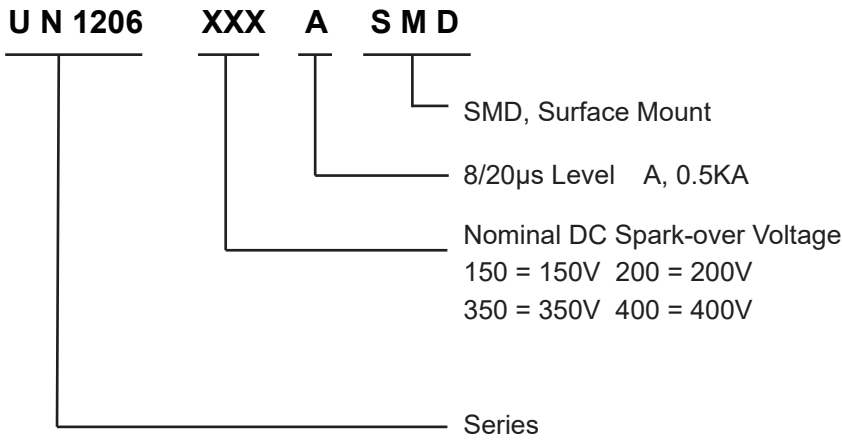 U N 1206 XXX A S M D
SMD, Surface Mount
8/20μs Level A, 0.5KA
Nominal DC Spark-over Voltage
150 = 150V 200 = 200V
350 = 350V 400 = 400V
Series